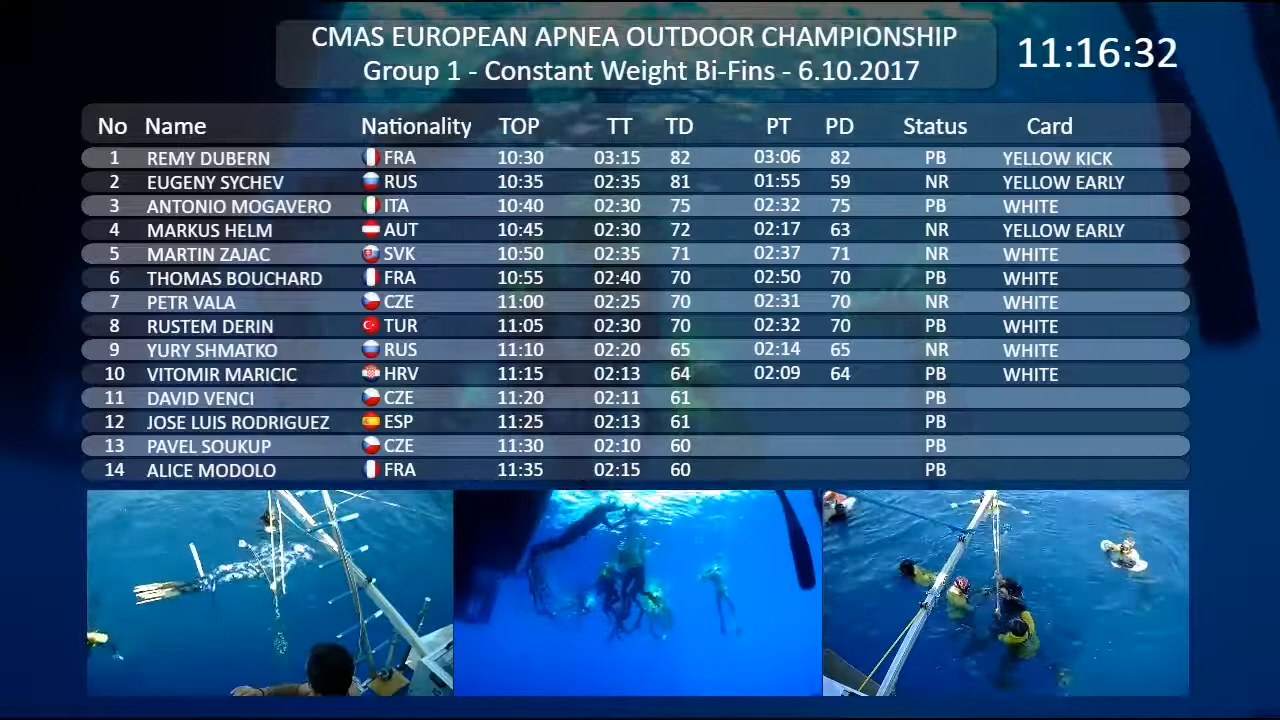 CMAS EUROPEAN APNEA OUTDOOR CHAMPIONSHIP
Group 1 - Constant Weight Bi-Fins - 6.10.2017
11:16:32
No Name Nationality TOP TT TD PT PD Status Card
1 REMY DUBERN FRA 10:30 03:15 82 03:06 82 PB YELLOW KICK
2 EUGENY SYCHEV RUS 10:35 02:35 81 01:55 59 NR YELLOW EARLY
3 ANTONIO MOGAVERO ITA 10:40 02:30 75 02:32 75 PB WHITE
4 MARKUS HELM AUT 10:45 02:30 72 02:17 63 NR YELLOW EARLY
5 MARTIN ZAJAC SVK 10:50 02:35 71 02:37 71 NR WHITE
6 THOMAS BOUCHARD FRA 10:55 02:40 70 02:50 70 PB WHITE
7 PETR VALA CZE 11:00 02:25 70 02:31 70 NR WHITE
8 RUSTEM DERIN TUR 11:05 02:30 70 02:32 70 PB WHITE
9 YURY SHMATKO RUS 11:10 02:20 65 02:14 65 NR WHITE
10 VITOMIR MARICIC HRV 11:15 02:13 64 02:09 64 PB WHITE
11 DAVID VENCI CZE 11:20 02:11 61 PB
12 JOSE LUIS RODRIGUEZ ESP 11:25 02:13 61 PB
13 PAVEL SOUKUP CZE 11:30 02:10 60 PB
14 ALICE MODOLO FRA 11:35 02:15 60 PB